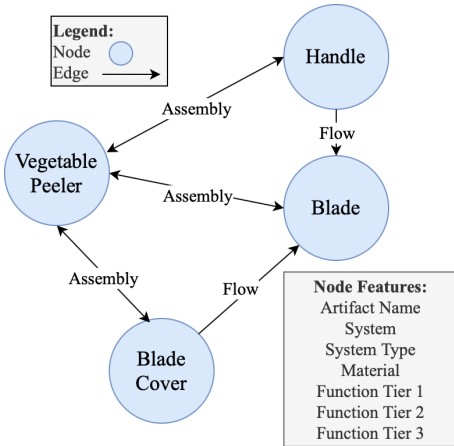 Legend:
Node
Edge
Handle
Assembly
Flow
Vegetable
Peeler
Assembly
Blade
Assembly
Flow
Blade
Cover
Node Features:
Artifact Name
System
System Type
Material
Function Tier 1
Function Tier 2
Function Tier 3